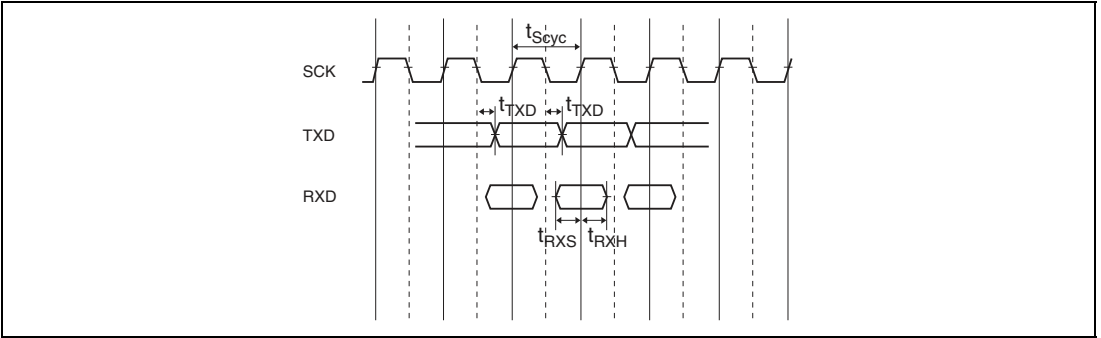 tScyc
SCK
tTXD tTXD
TXD
RXD
tRXS tRXH